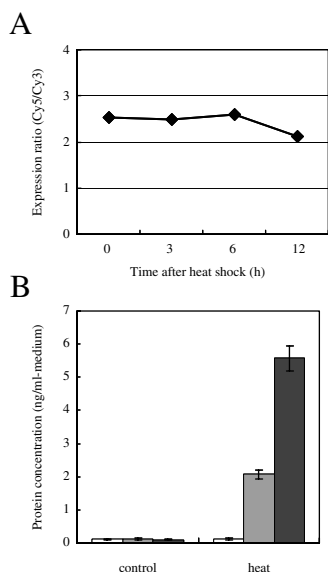 A
Expression ratio (Cy5/Cy3)
4
3
2
1
0
0 3 6 12
Time after heat shock (h)
B
Protein concentration (ng/ml-medium)
7
6
5
4
3
2
1
0
control heat